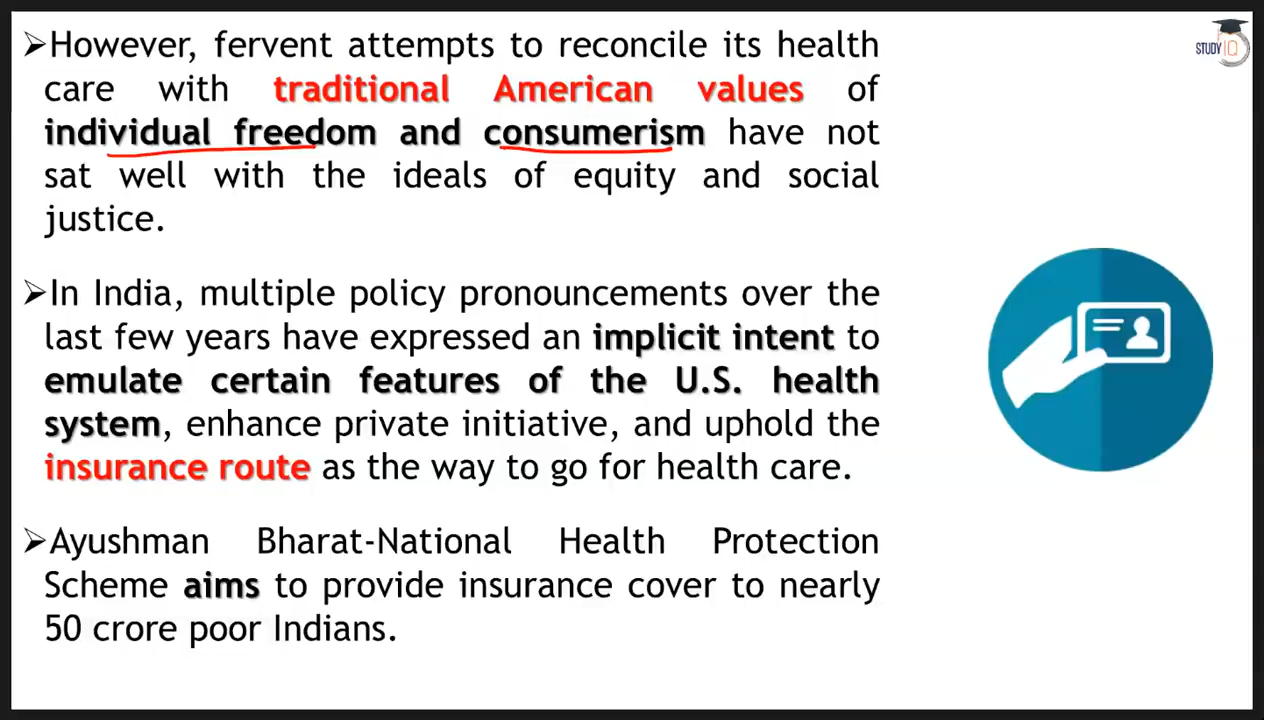 ➢However, fervent attempts to reconcile its health
care with traditional American values of
individual freedom and consumerism have not
sat well with the ideals of equity and social
justice.
➢In India, multiple policy pronouncements over the
last few years have expressed an implicit intent to
emulate certain features of the U.S. health
system, enhance private initiative, and uphold the
insurance route as the way to go for health care.
➢Ayushman Bharat-National Health Protection
Scheme aims to provide insurance cover to nearly
50 crore poor Indians.
STUDY IQ